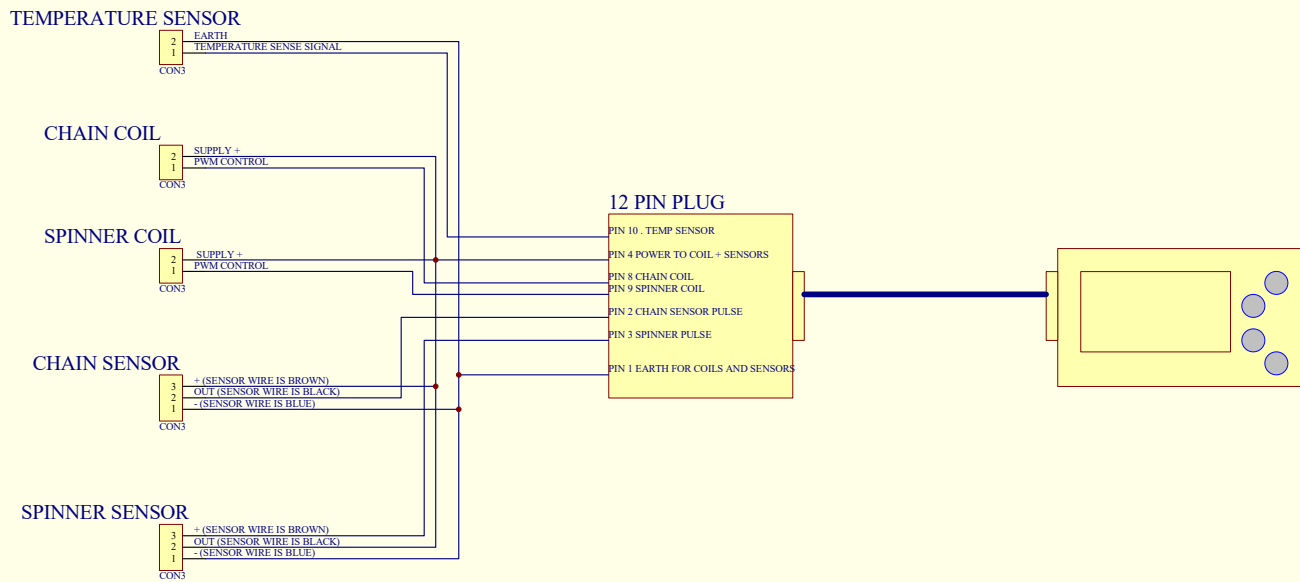 TEMPERATURE SENSOR
2 EARTH
1 TEMPERATURE SENSE SIGNAL
CON3
CHAIN COIL
2 SUPPLY +
1 PWM CONTROL
CON3
SPINNER COIL
2 SUPPLY +
1 PWM CONTROL
CON3
CHAIN SENSOR
3 + (SENSOR WIRE IS BROWN)
2 OUT (SENSOR WIRE IS BLACK)
1 - (SENSOR WIRE IS BLUE)
CON3
SPINNER SENSOR
3 + (SENSOR WIRE IS BROWN)
2 OUT (SENSOR WIRE IS BLACK)
1 - (SENSOR WIRE IS BLUE)
CON3
12 PIN PLUG
PIN 10 . TEMP SENSOR
PIN 4 POWER TO COIL + SENSORS
PIN 8 CHAIN COIL
PIN 9 SPINNER COIL
PIN 2 CHAIN SENSOR PULSE
PIN 3 SPINNER PULSE
PIN 1 EARTH FOR COILS AND SENSORS